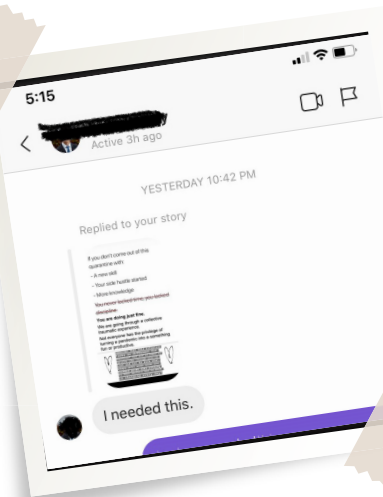 5:15
Active 3h ago
YESTERDAY 10:42 PM
Replied to your story
If you don't come out of this
quarantine with:
- A new skill
- Your side hustle started
- More knowledge
You never lacked time, you lacked
discipline
You are doing just fine.
We are going through a collective
traumatic experience.
Not everyone has the privilege of
turning a pandemic into a something
fun or productive.
I needed this.